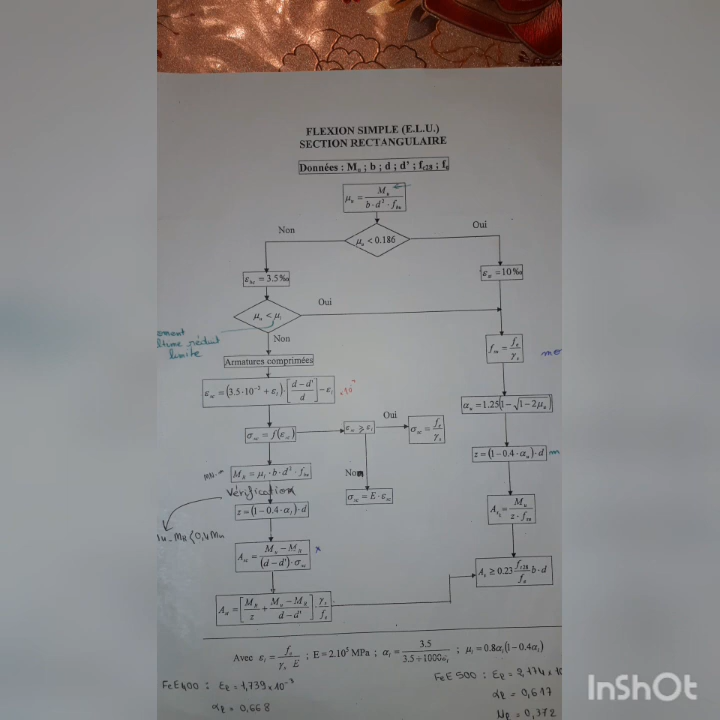 FLEXION SIMPLE (E.L.U.)
SECTION RECTANGULAIRE
Données : Mu ; b ; d ; d' ; fc28 ; fe
μu = Mu / (b·d²·fbu)
Non
μu < 0.186
Oui
εbc = 3.5‰
εst = 10‰
Oui
μu < μl
ultime réduit
limite
Non
fsu = fe / γs
Armatures comprimées
εsc = (3.5·10⁻² + εl)·[(d-d')/d] - εl
αu = 1.25(1-√1-2μu)
σsc = f(εsc)
εsc ≥ εl
Oui
σsc = fe / γs
z = (1-0.4·αu)·d
MR = μl·b·d²·fbu
Non
Vérification
σsc = E·εsc
z = (1-0.4·αl)·d
Ast = Mu / (z·fsu)
Mu - MR < 0,4 Mu
Asc = (Mu - MR) / ((d-d')·σsc)
As ≥ 0.23 (ft28/fe) b·d
Ast = [MR/z + (Mu - MR)/(d-d')]·γs/fe
Avec εl = fe / (γs E) ; E = 2.10⁵ MPa ; αl = 3.5 / (3.5+1000εl) ; μl = 0.8αl(1-0.4αl)
FeE400 : εl = 1,739 × 10⁻³
αl = 0,668
FeE 500 : εl = 2,174 × 10
αl = 0,617
μl = 0,372
InShOt